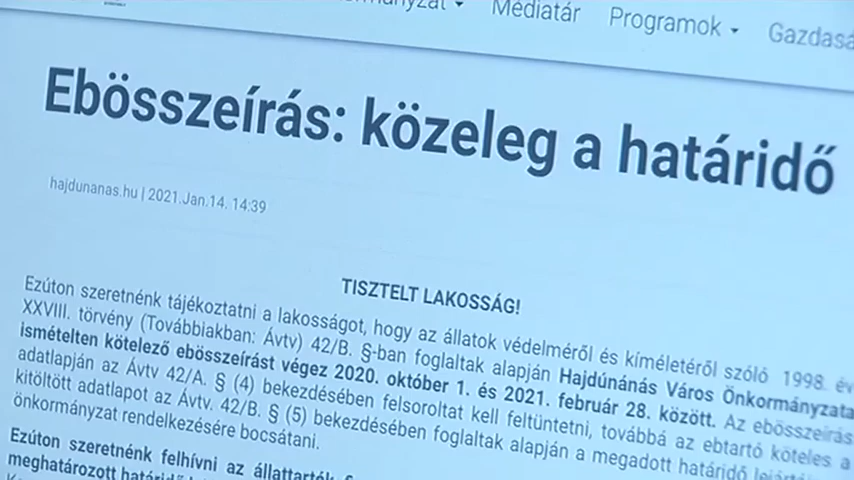 Médiatár Programok
Ebösszeírás: közeleg a határidő
hajdunanas.hu | 2021.Jan.14. 14:39
TISZTELT LAKOSSÁG!
Ezúton szeretnénk tájékoztatni a lakosságot, hogy az állatok védelméről és kíméletéről szóló 1998. év
XXVIII. törvény (Továbbiakban: Ávtv) 42/B. §-ban foglaltak alapján Hajdúnánás Város Önkormányzata
ismételten kötelező ebösszeírást végez 2020. október 1. és 2021. február 28. között. Az ebösszeírás
adatlapján az Ávtv 42/A. § (4) bekezdésében felsoroltat kell feltüntetni, továbbá az ebtartó köteles a
kitöltött adatlapot az Ávtv. 42/B. § (5) bekezdésében foglaltak alapján a megadott határidő
önkormányzat rendelkezésére bocsátani.
Ezúton szeretnénk felhívni az állattartók
meghatározott